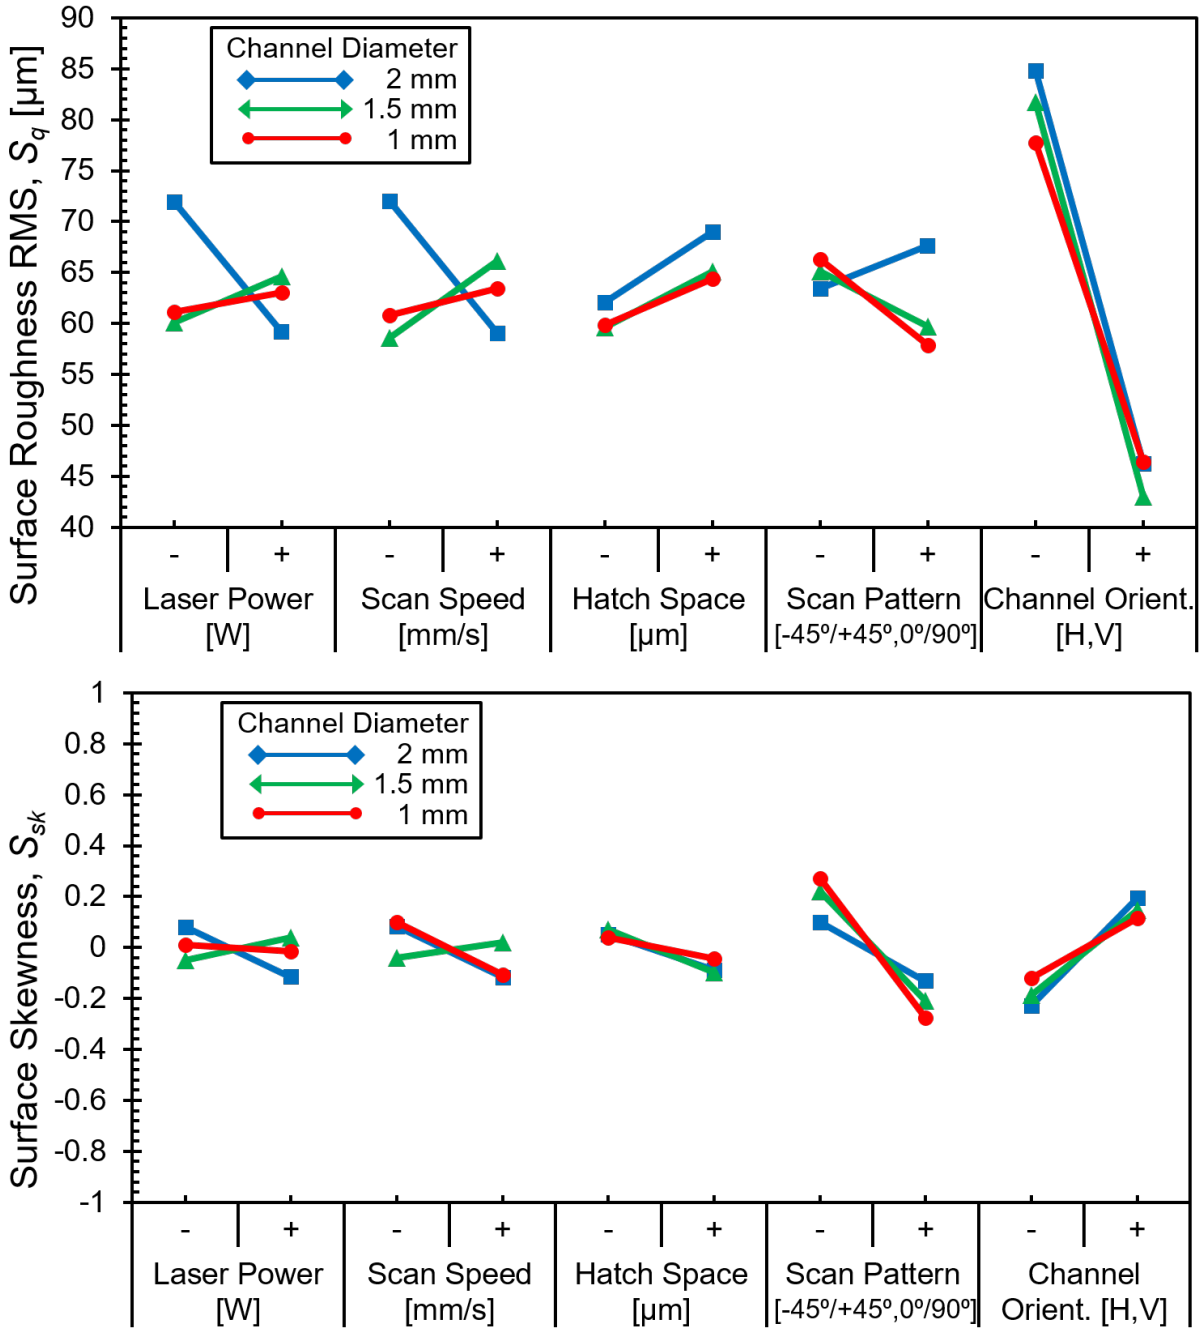 Surface Roughness RMS, Sq [µm]
90
85
80
75
70
65
60
55
50
45
40
Channel Diameter
2 mm
1.5 mm
1 mm
- + - + - + - + - +
Laser Power Scan Speed Hatch Space Scan Pattern Channel Orient.
[W] [mm/s] [µm] [-45º/+45º,0º/90º] [H,V]
Surface Skewness, Ssk
1
0.8
0.6
0.4
0.2
0
-0.2
-0.4
-0.6
-0.8
-1
Channel Diameter
2 mm
1.5 mm
1 mm
- + - + - + - + - +
Laser Power Scan Speed Hatch Space Scan Pattern Channel
[W] [mm/s] [µm] [-45º/+45º,0º/90º] Orient. [H,V]